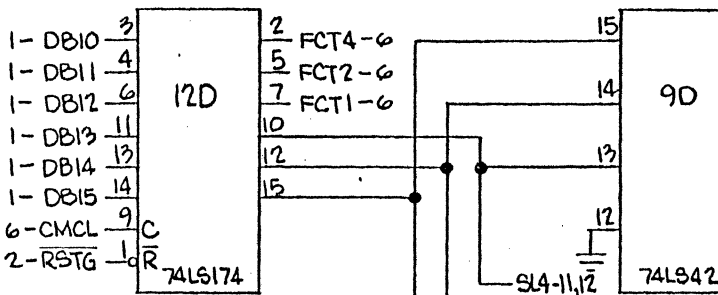 1- DB10 3
1- DB11 4
1- DB12 6
1- DB13 11
1- DB14 13
1- DB15 14
6-CMCL 9 C
2-RSTG 1 R
12D
74LS174
2 FCT4-6
5 FCT2-6
7 FCT1-6
10
12
15
SL4-11,12
15
14
13
12
9D
74LS42